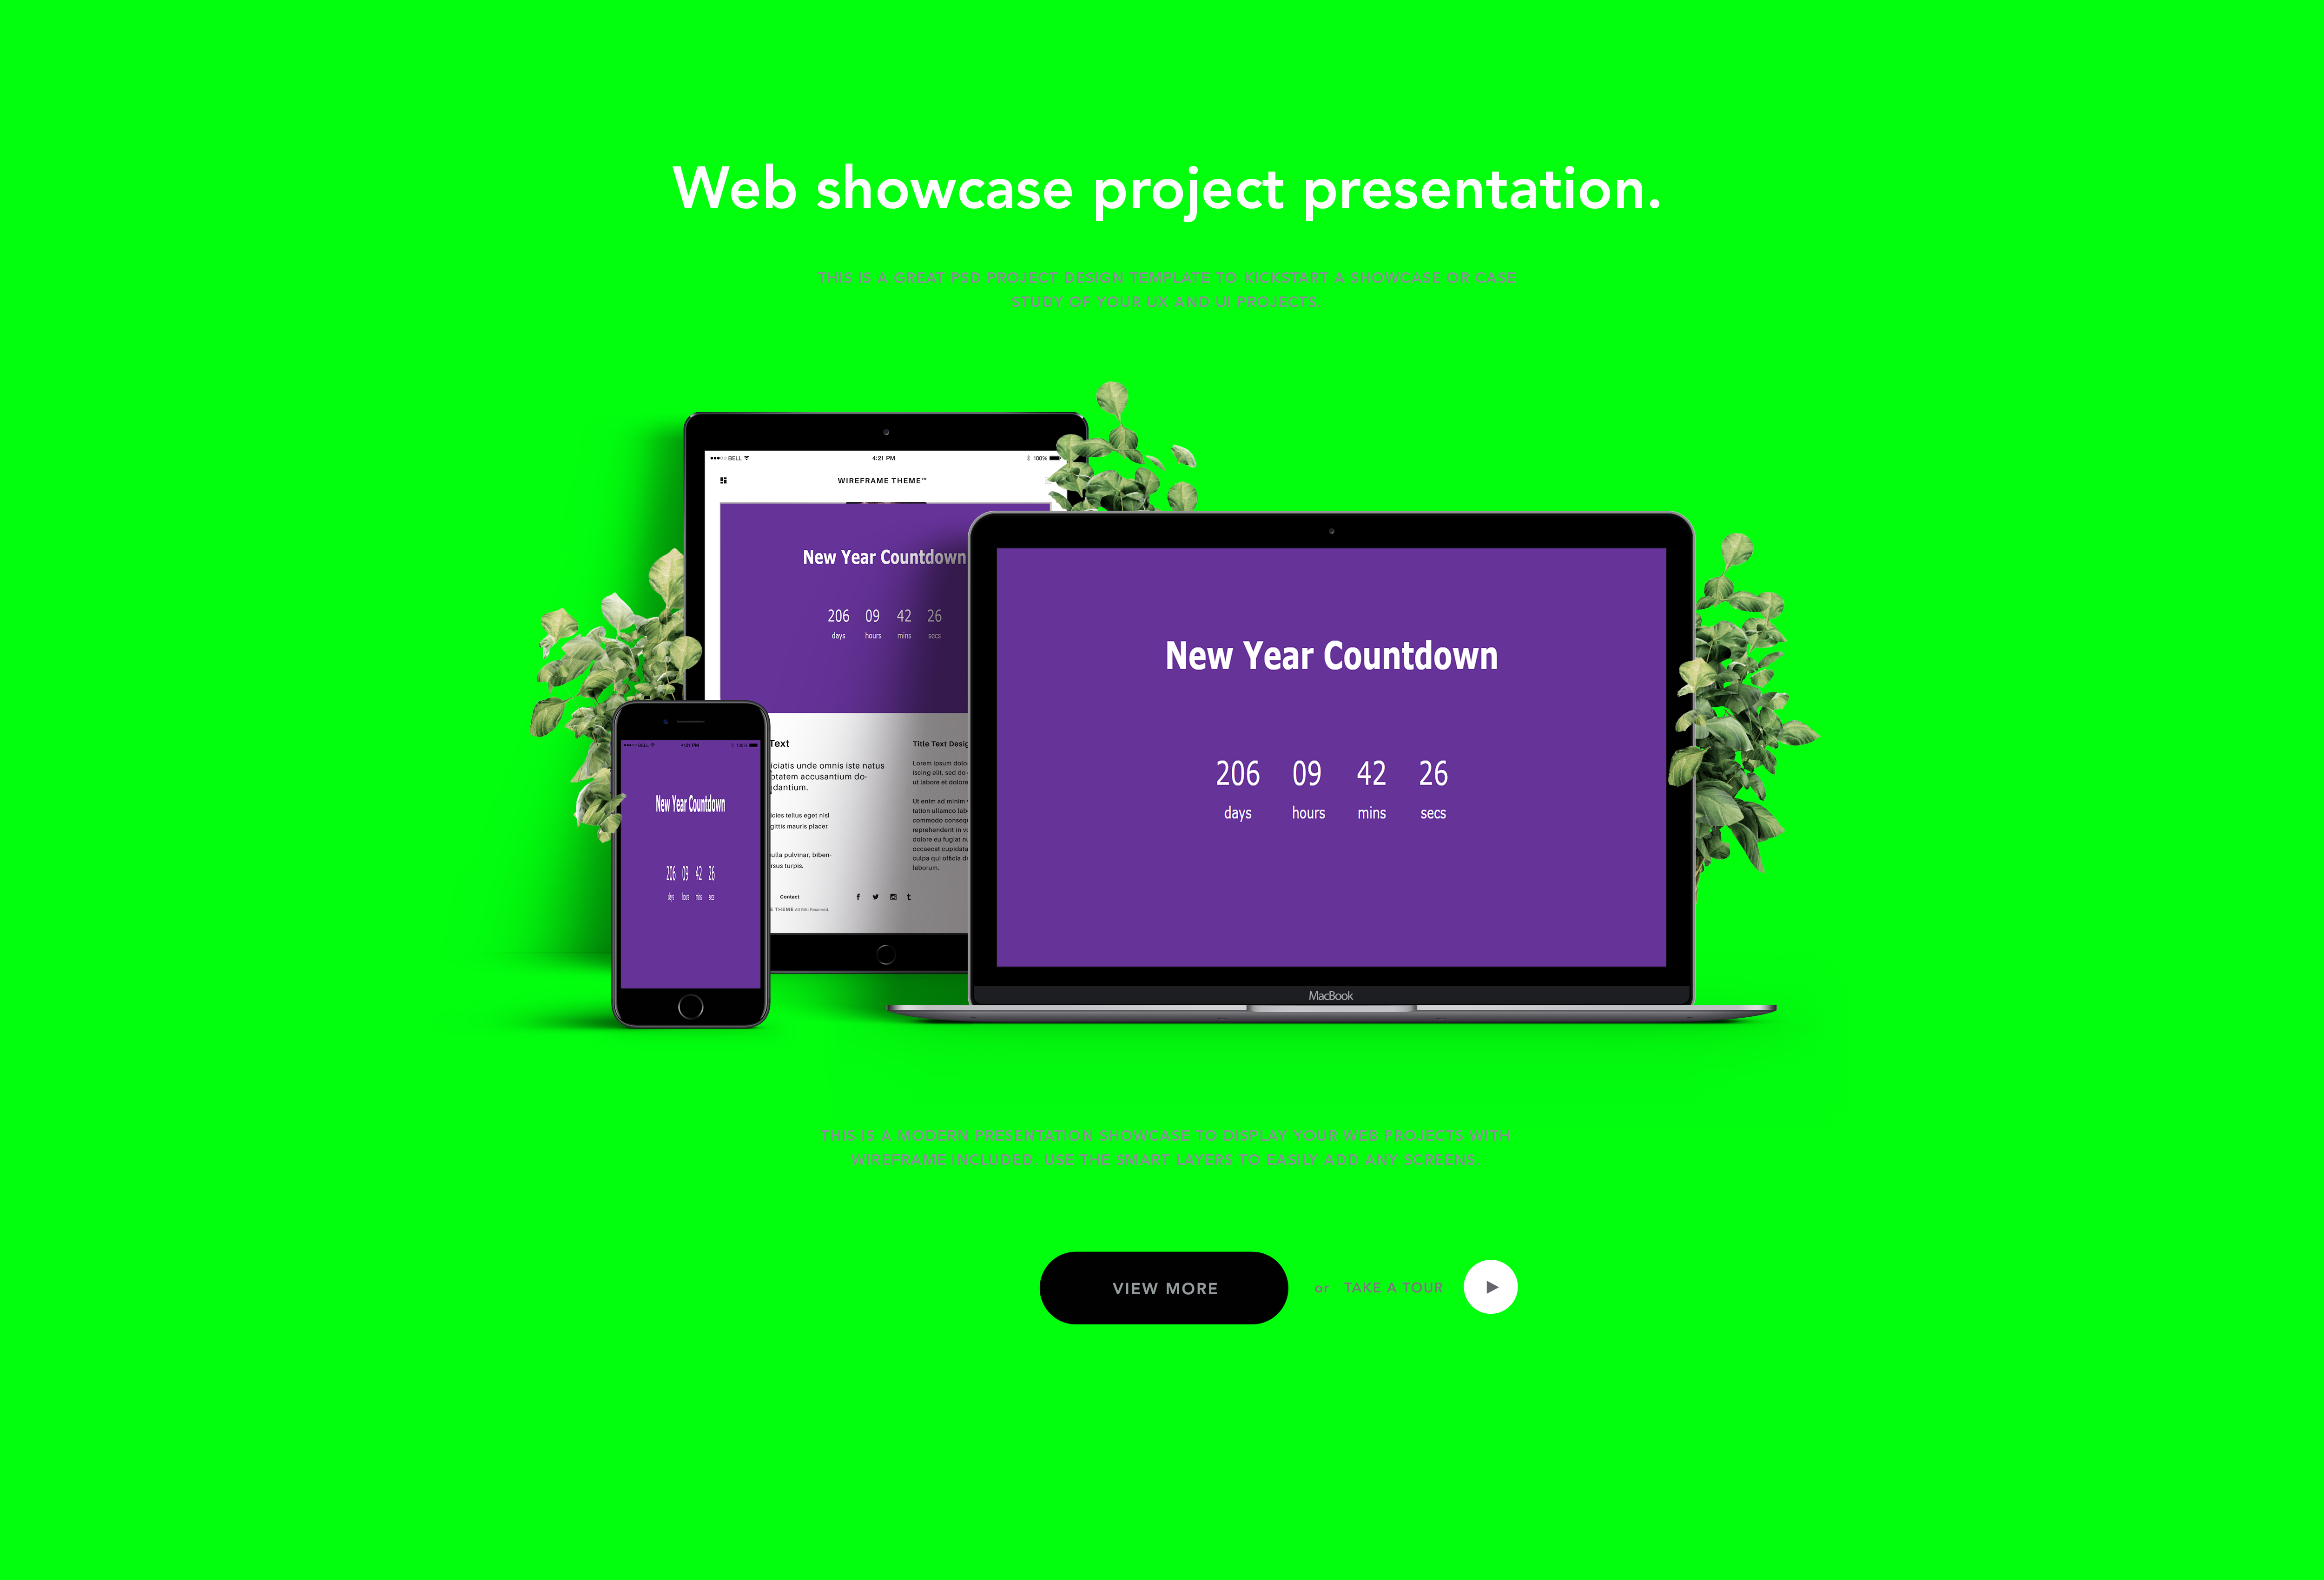 Web showcase project presentation.
THIS IS A GREAT PSD PROJECT DESIGN TEMPLATE TO KICKSTART A SHOWCASE OR CASE
STUDY OF YOUR UX AND UI PROJECTS.
BELL 4:21 PM 100%
WIREFRAME THEME™
New Year Countdown
206 09 42 26
days hours mins secs
Text
iciatis unde omnis iste natus
ptatem accusantium do-
idantium.
icies tellus eget nisl
gittis mauris placer
ulla pulvinar, biben-
rsus turpis.
Title Text Desig
Lorem ipsum dolo
iscing elit, sed do
ut labore et dolore
Ut enim ad minim
tation ullamco lab
commodo conseq
reprehenderit in v
dolore eu fugiat n
occaecat cupidata
culpa qui officia d
laborum.
Contact
E THEME All Rights Reserved.
BELL 4:21 PM 100%
New Year Countdown
206 09 42 26
days hours mins secs
New Year Countdown
206 09 42 26
days hours mins secs
MacBook
THIS IS A MODERN PRESENTATION SHOWCASE TO DISPLAY YOUR WEB PROJECTS WITH
WIREFRAME INCLUDED. USE THE SMART LAYERS TO EASILY ADD ANY SCREENS.
VIEW MORE or TAKE A TOUR